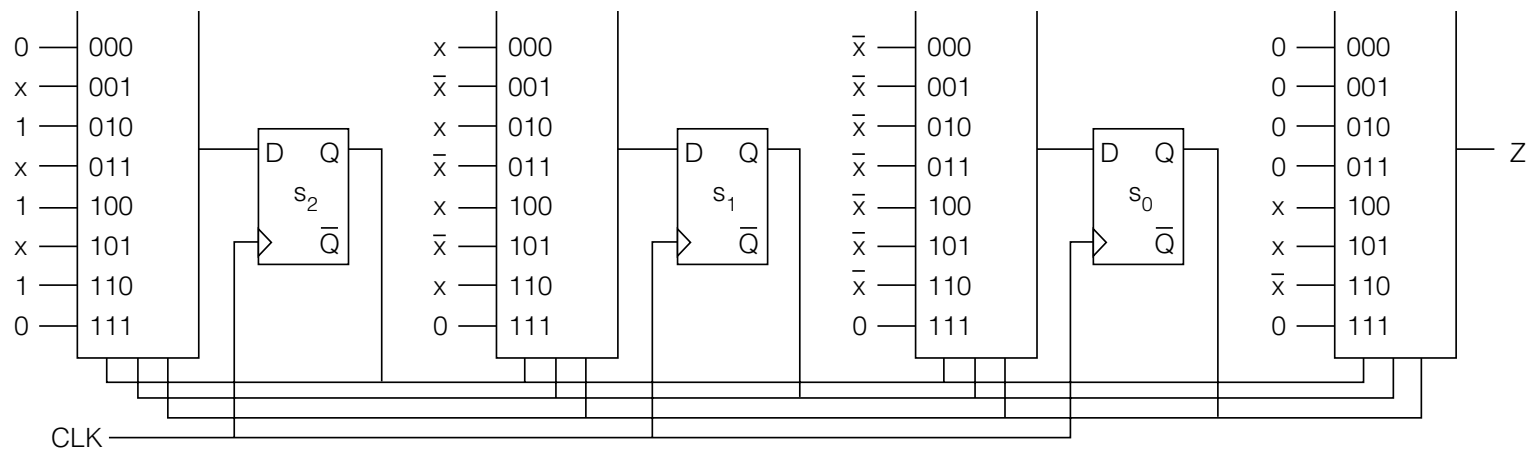 0 000 x 000 x̅ 000 0 000
x 001 x̅ 001 x̅ 001 0 001
1 010 x 010 x̅ 010 0 010
D Q D Q D Q Z
x 011 x̅ 011 x̅ 011 0 011
s₂ s₁ s₀
1 100 x 100 x̅ 100 x 100
x 101 Q̅ x̅ 101 Q̅ x̅ 101 Q̅ x 101
1 110 x 110 x̅ 110 x̅ 110
0 111 0 111 0 111 0 111
CLK